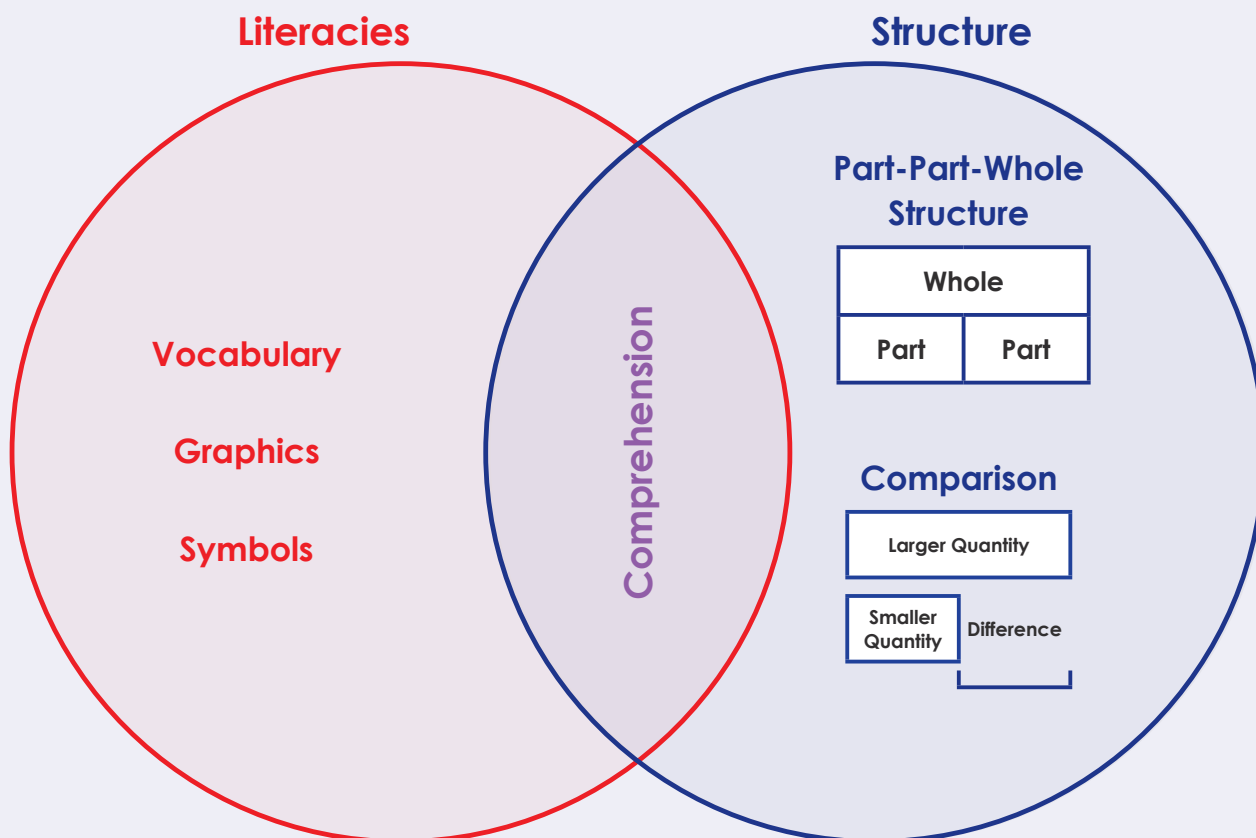 Literacies
Structure
Vocabulary
Graphics
Symbols
Comprehension
Part-Part-Whole
Structure
Whole
Part
Part
Comparison
Larger Quantity
Smaller
Quantity
Difference